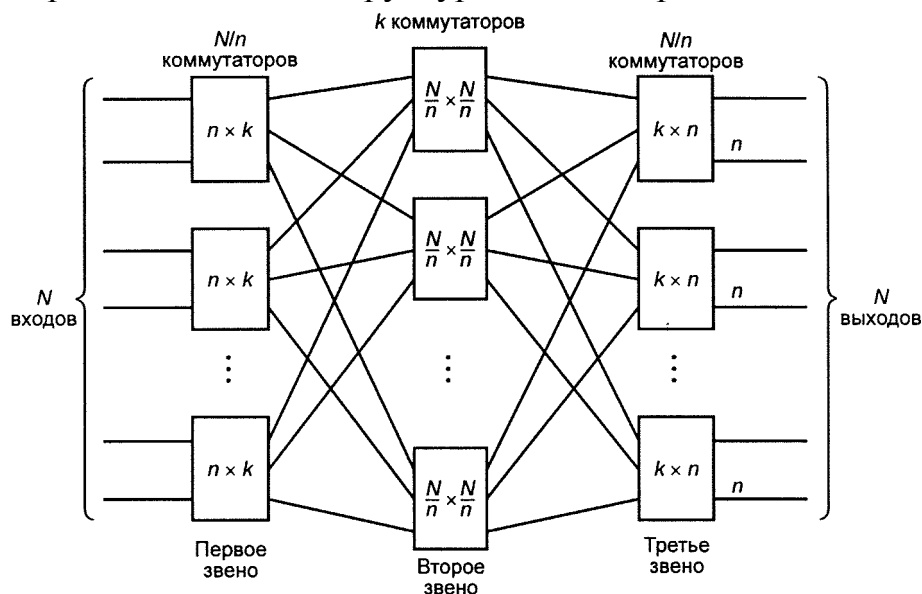 k коммутаторов
N/n
коммутаторов
N/n
коммутаторов
n × k
N/n × N/n
k × n
n
n × k
N/n × N/n
k × n
n
N
входов
N
выходов
n × k
N/n × N/n
k × n
n
Первое
звено
Второе
звено
Третье
звено